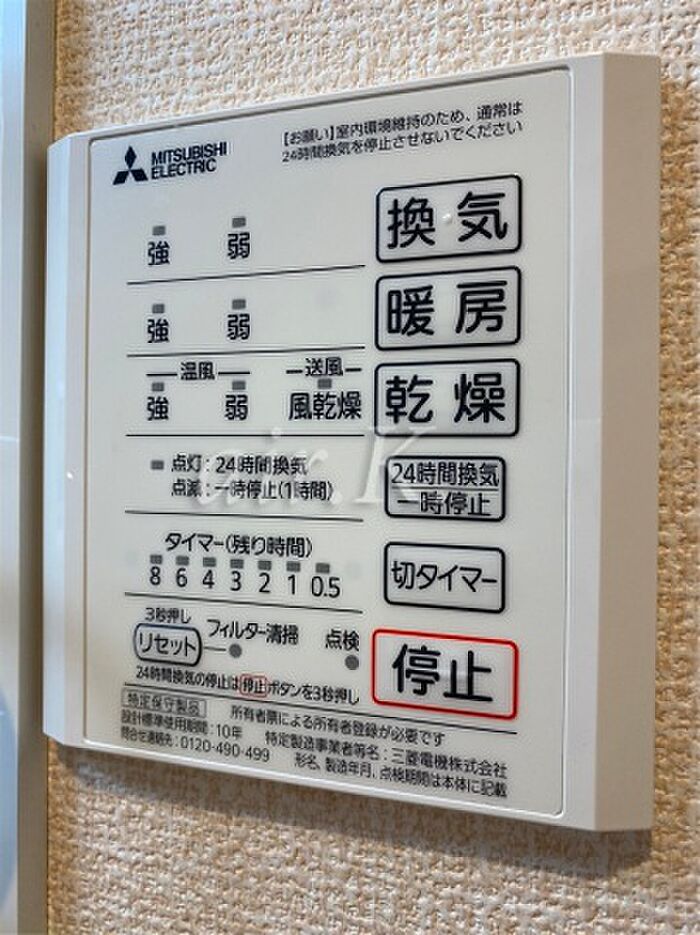 MITSUBISHI
ELECTRIC
【お願い】室内環境維持のため、通常は
24時間換気を停止させないでください
強 弱 換気
強 弱 暖房
温風 送風
強 弱 風乾燥 乾燥
点灯:24時間換気
点滅:一時停止(1時間)
24時間換気
一時停止
タイマー(残り時間)
8 6 4 3 2 1 0.5
切タイマー
3秒押し
リセット フィルター清掃 点検
停止
24時間換気の停止は停止ボタンを3秒押し
特定保守製品 所有者票による所有者登録が必要です
設計標準使用期間:10年 特定製造事業者等名:三菱電機株式会社
問合せ連絡先:0120-490-499 形名、製造年月、点検期間は本体に記載
air.K